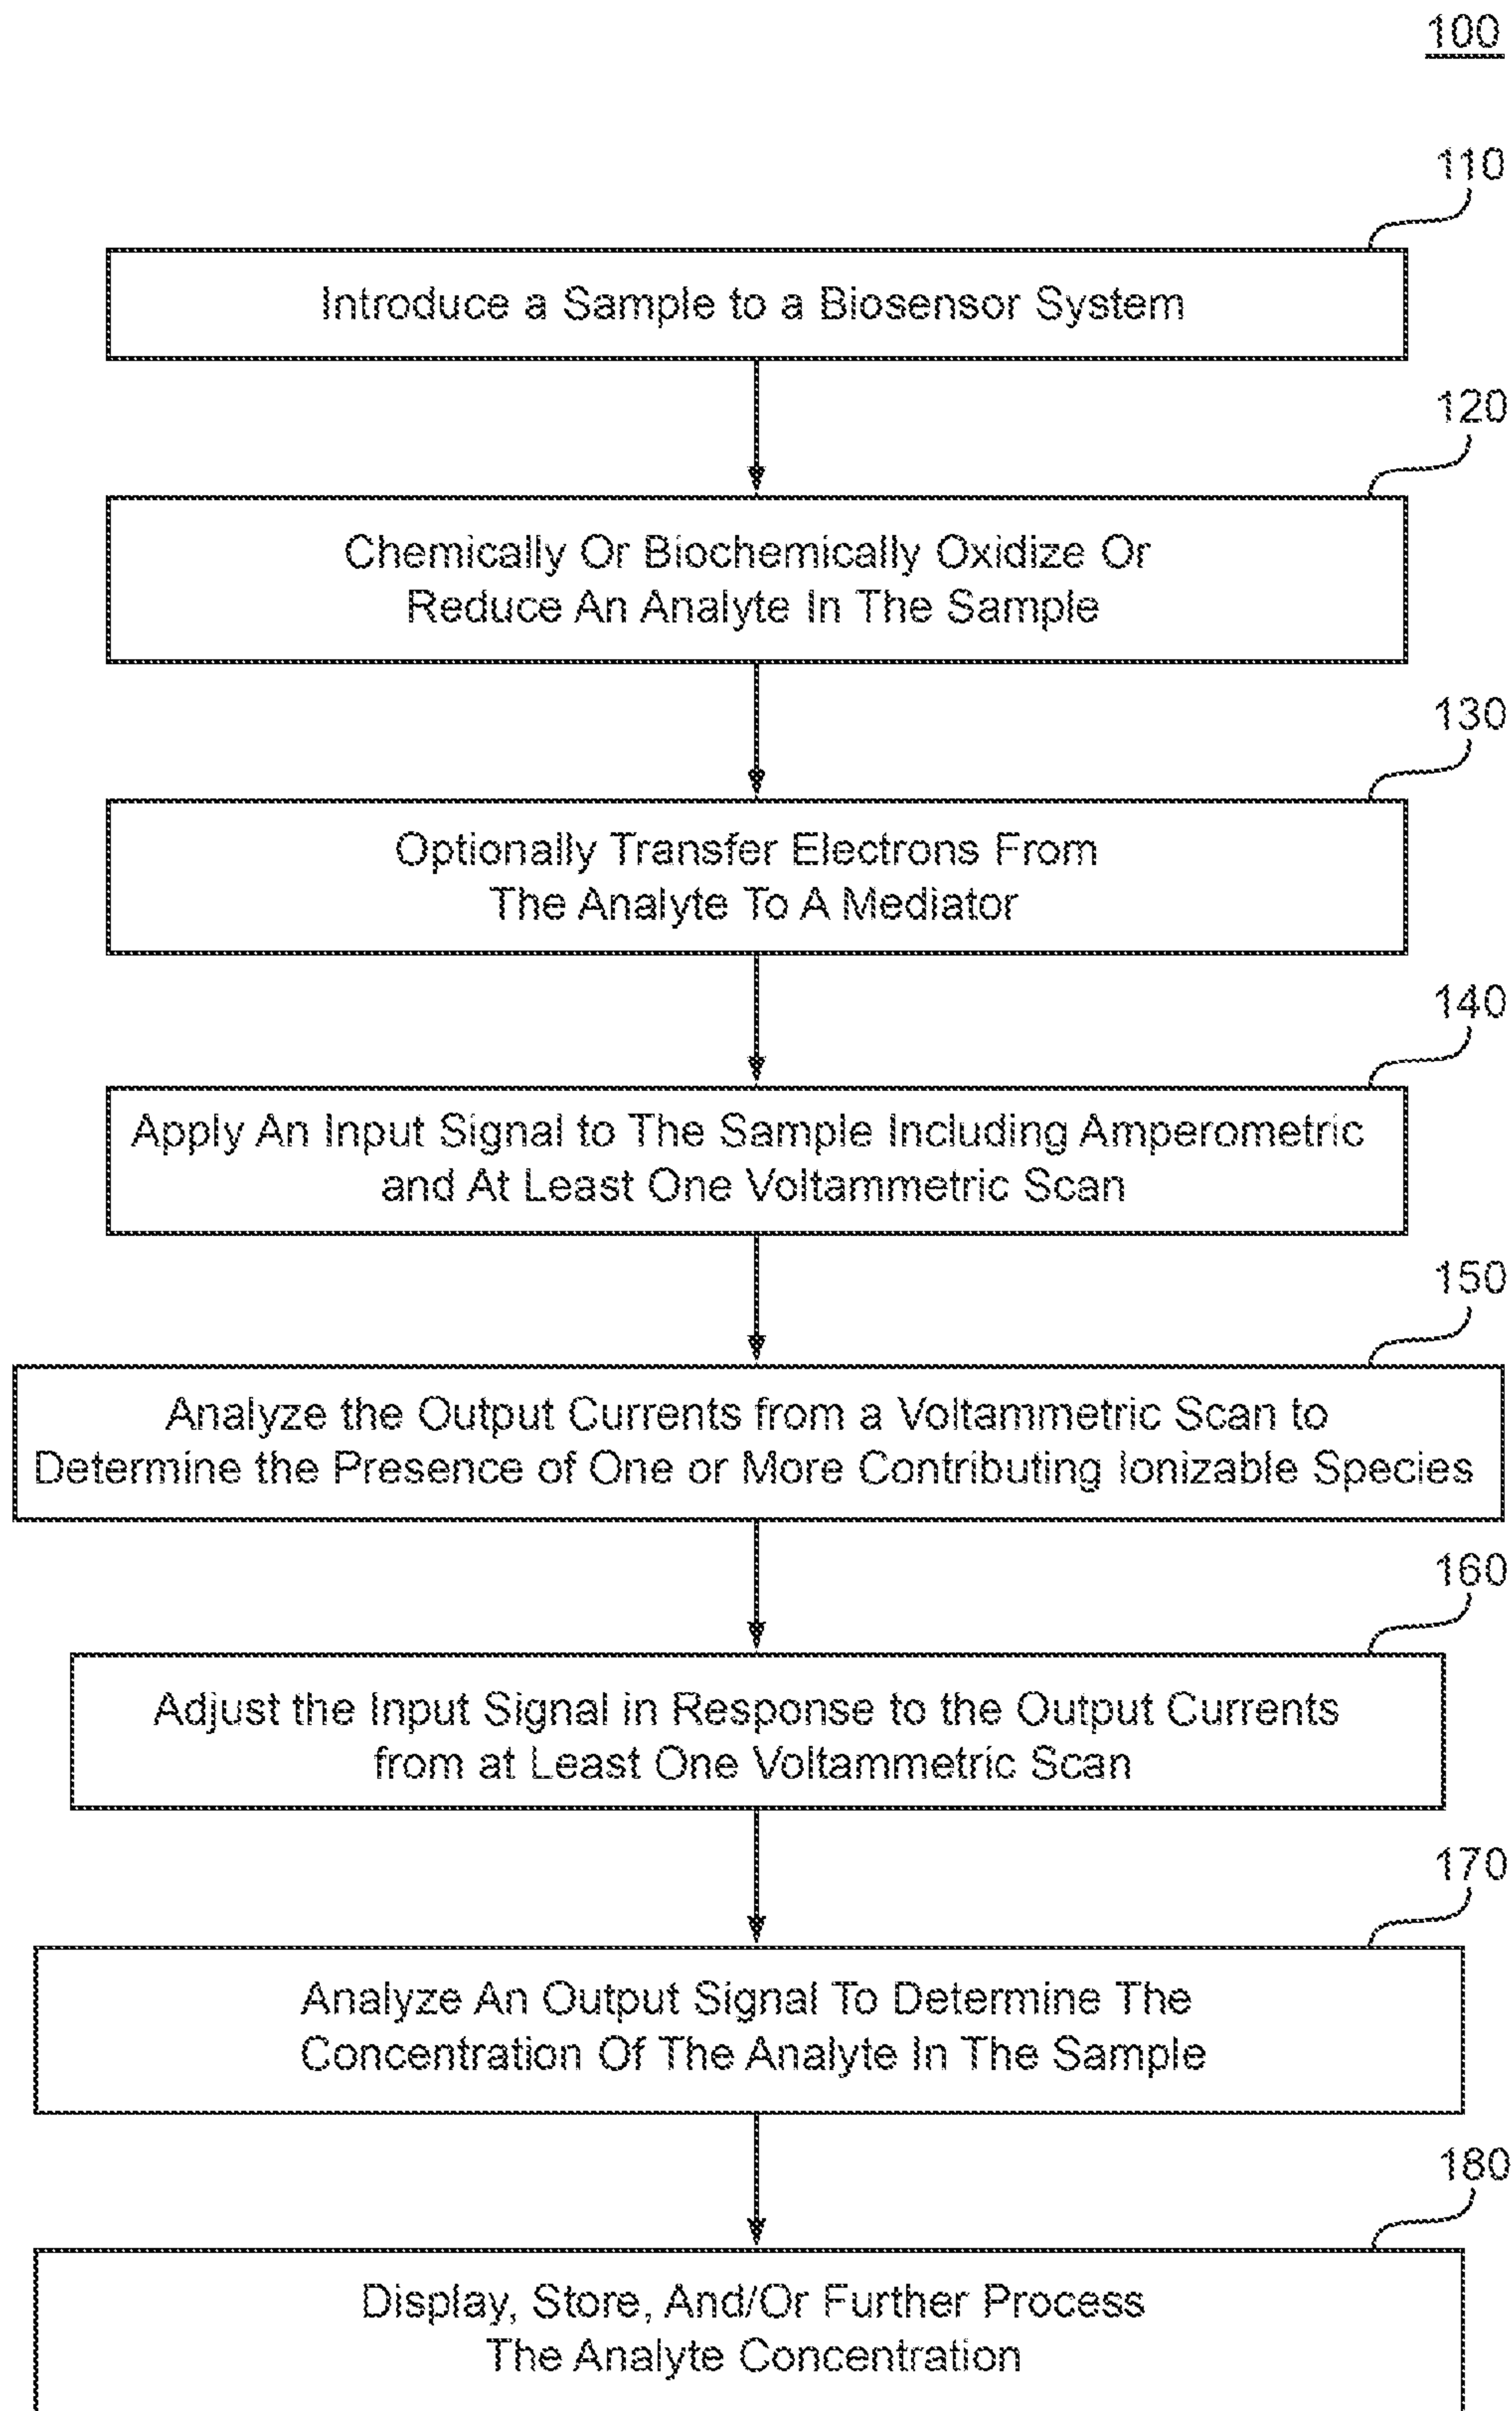 100
110
Introduce a Sample to a Biosensor System
120
Chemically Or Biochemically Oxidize Or
Reduce An Analyte In The Sample
130
Optionally Transfer Electrons From
The Analyte To A Mediator
140
Apply An Input Signal to The Sample Including Amperometric
and At Least One Voltammetric Scan
150
Analyze the Output Currents from a Voltammetric Scan to
Determine the Presence of One or More Contributing Ionizable Species
160
Adjust the Input Signal in Response to the Output Currents
from at Least One Voltammetric Scan
170
Analyze An Output Signal To Determine The
Concentration Of The Analyte In The Sample
180
Display, Store, And/Or Further Process
The Analyte Concentration